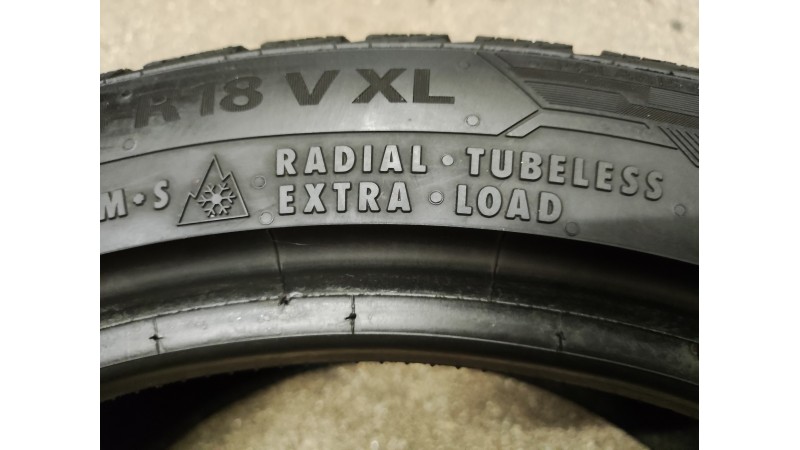 R18 V XL
M+S RADIAL • TUBELESS
EXTRA • LOAD